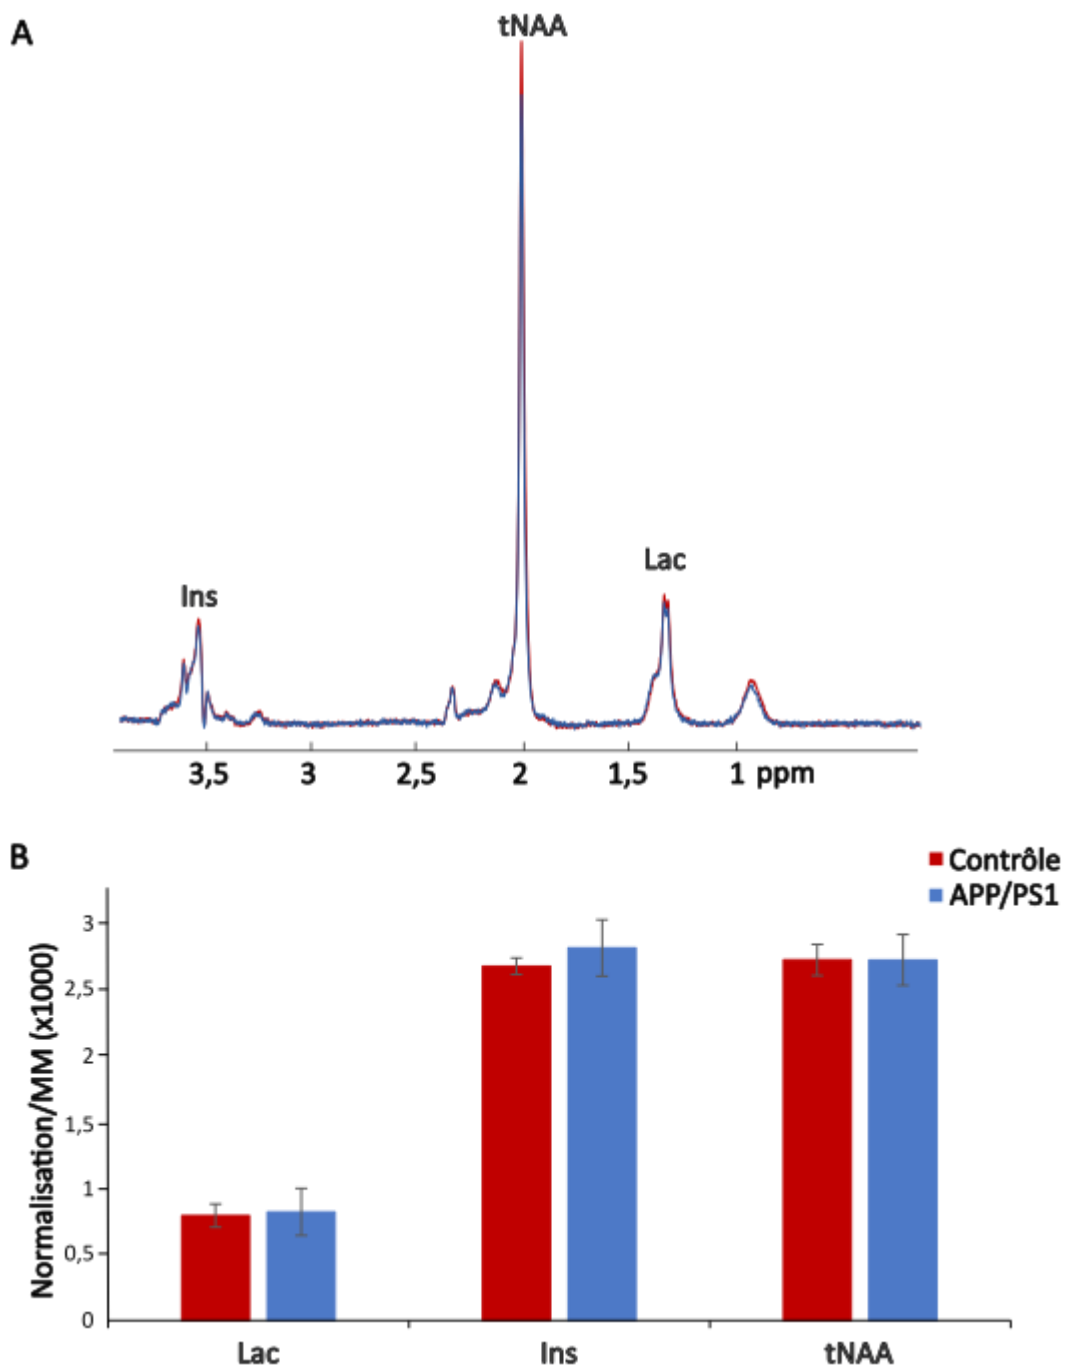 A
tNAA
Lac
Ins
3,5 3 2,5 2 1,5 1 ppm
B
Contrôle
APP/PS1
Normalisation/MM (x1000)
3
2,5
2
1,5
1
0,5
0
Lac Ins tNAA